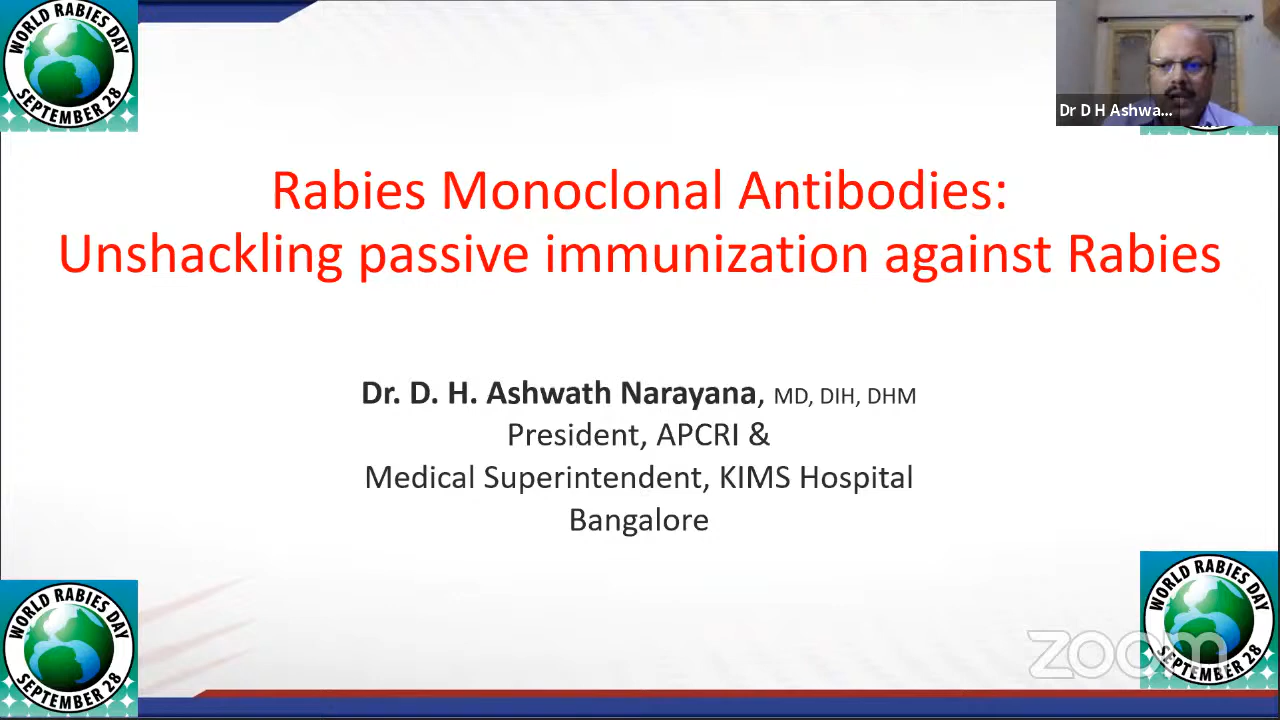 WORLD RABIES DAY
SEPTEMBER 28
Dr D H Ashwa...
Rabies Monoclonal Antibodies:
Unshackling passive immunization against Rabies
Dr. D. H. Ashwath Narayana, MD, DIH, DHM
President, APCRI &
Medical Superintendent, KIMS Hospital
Bangalore
WORLD RABIES DAY
SEPTEMBER 28
WORLD RABIES DAY
SEPTEMBER 28
zoom